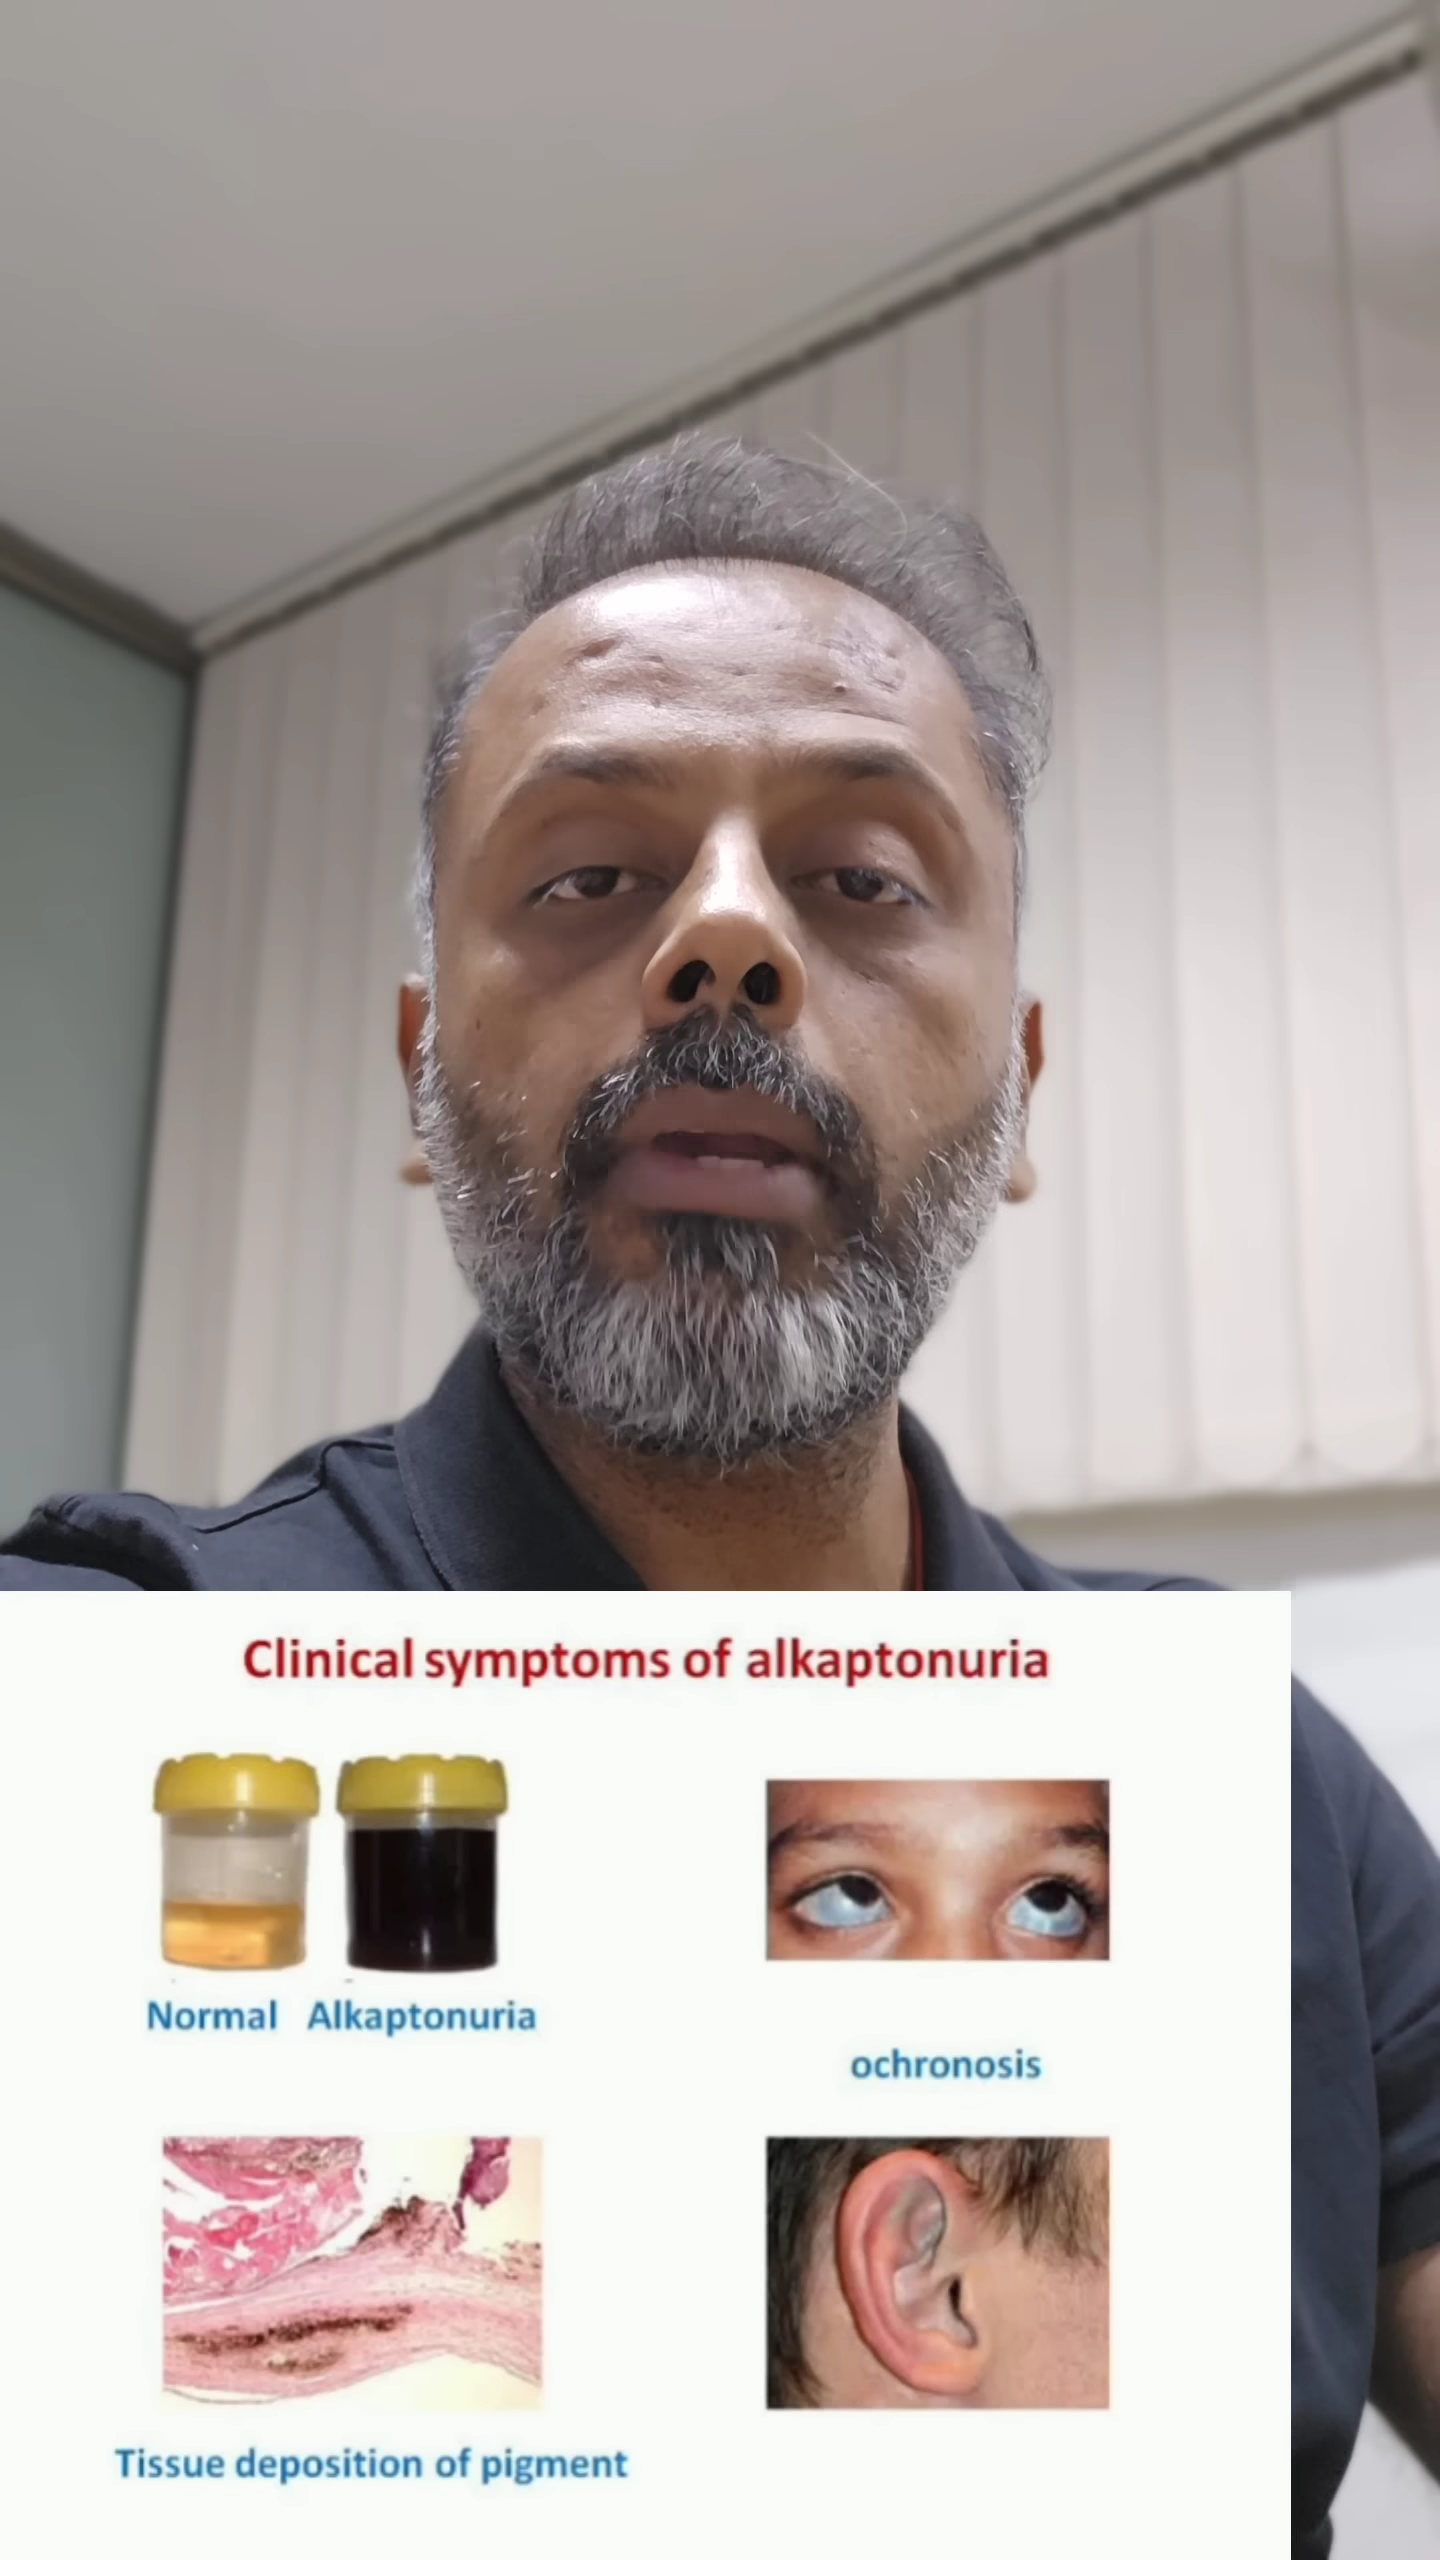 Clinical symptoms of alkaptonuria
Normal Alkaptonuria
ochronosis
Tissue deposition of pigment